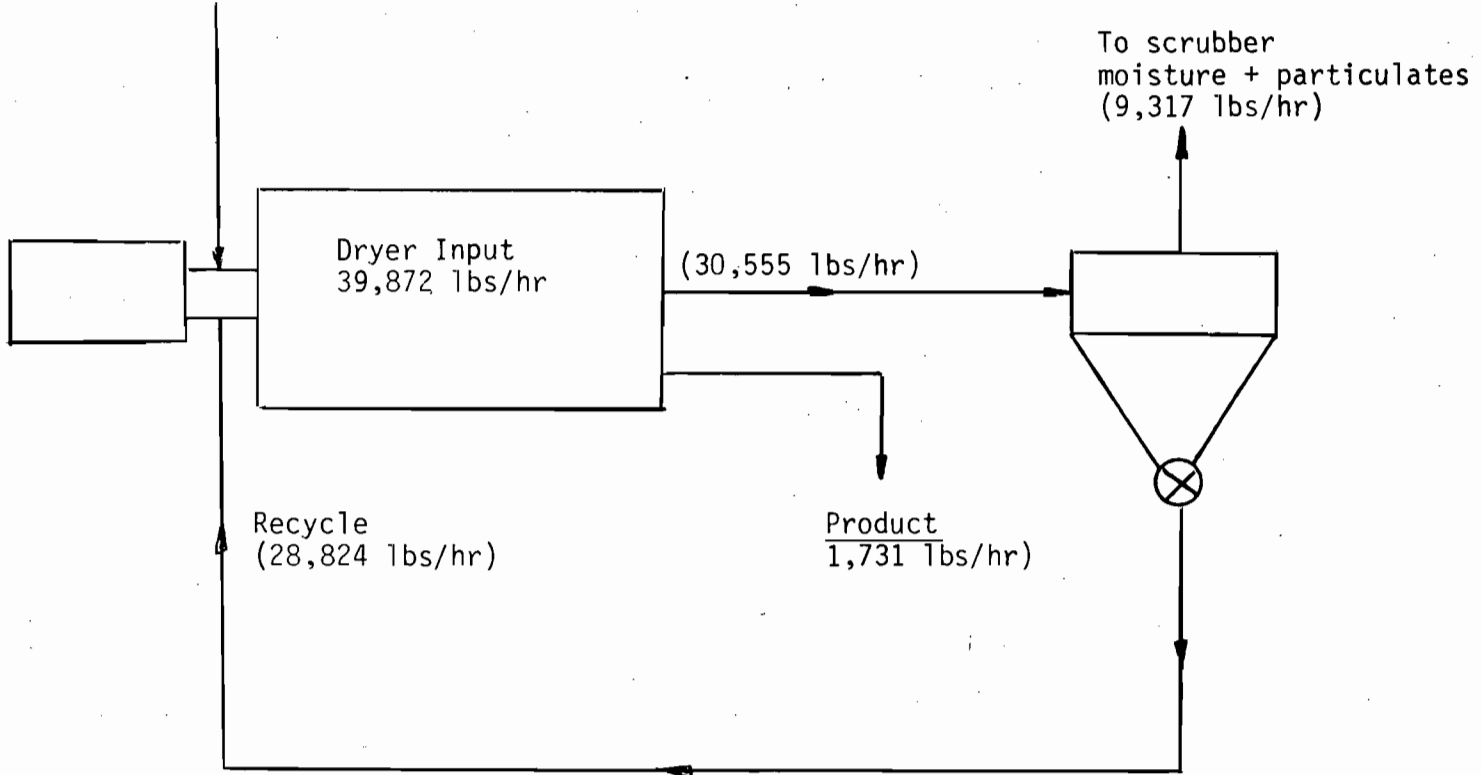 To scrubber
moisture + particulates
(9,317 lbs/hr)
Dryer Input
39,872 lbs/hr
(30,555 lbs/hr)
Recycle
(28,824 lbs/hr)
Product
1,731 lbs/hr)